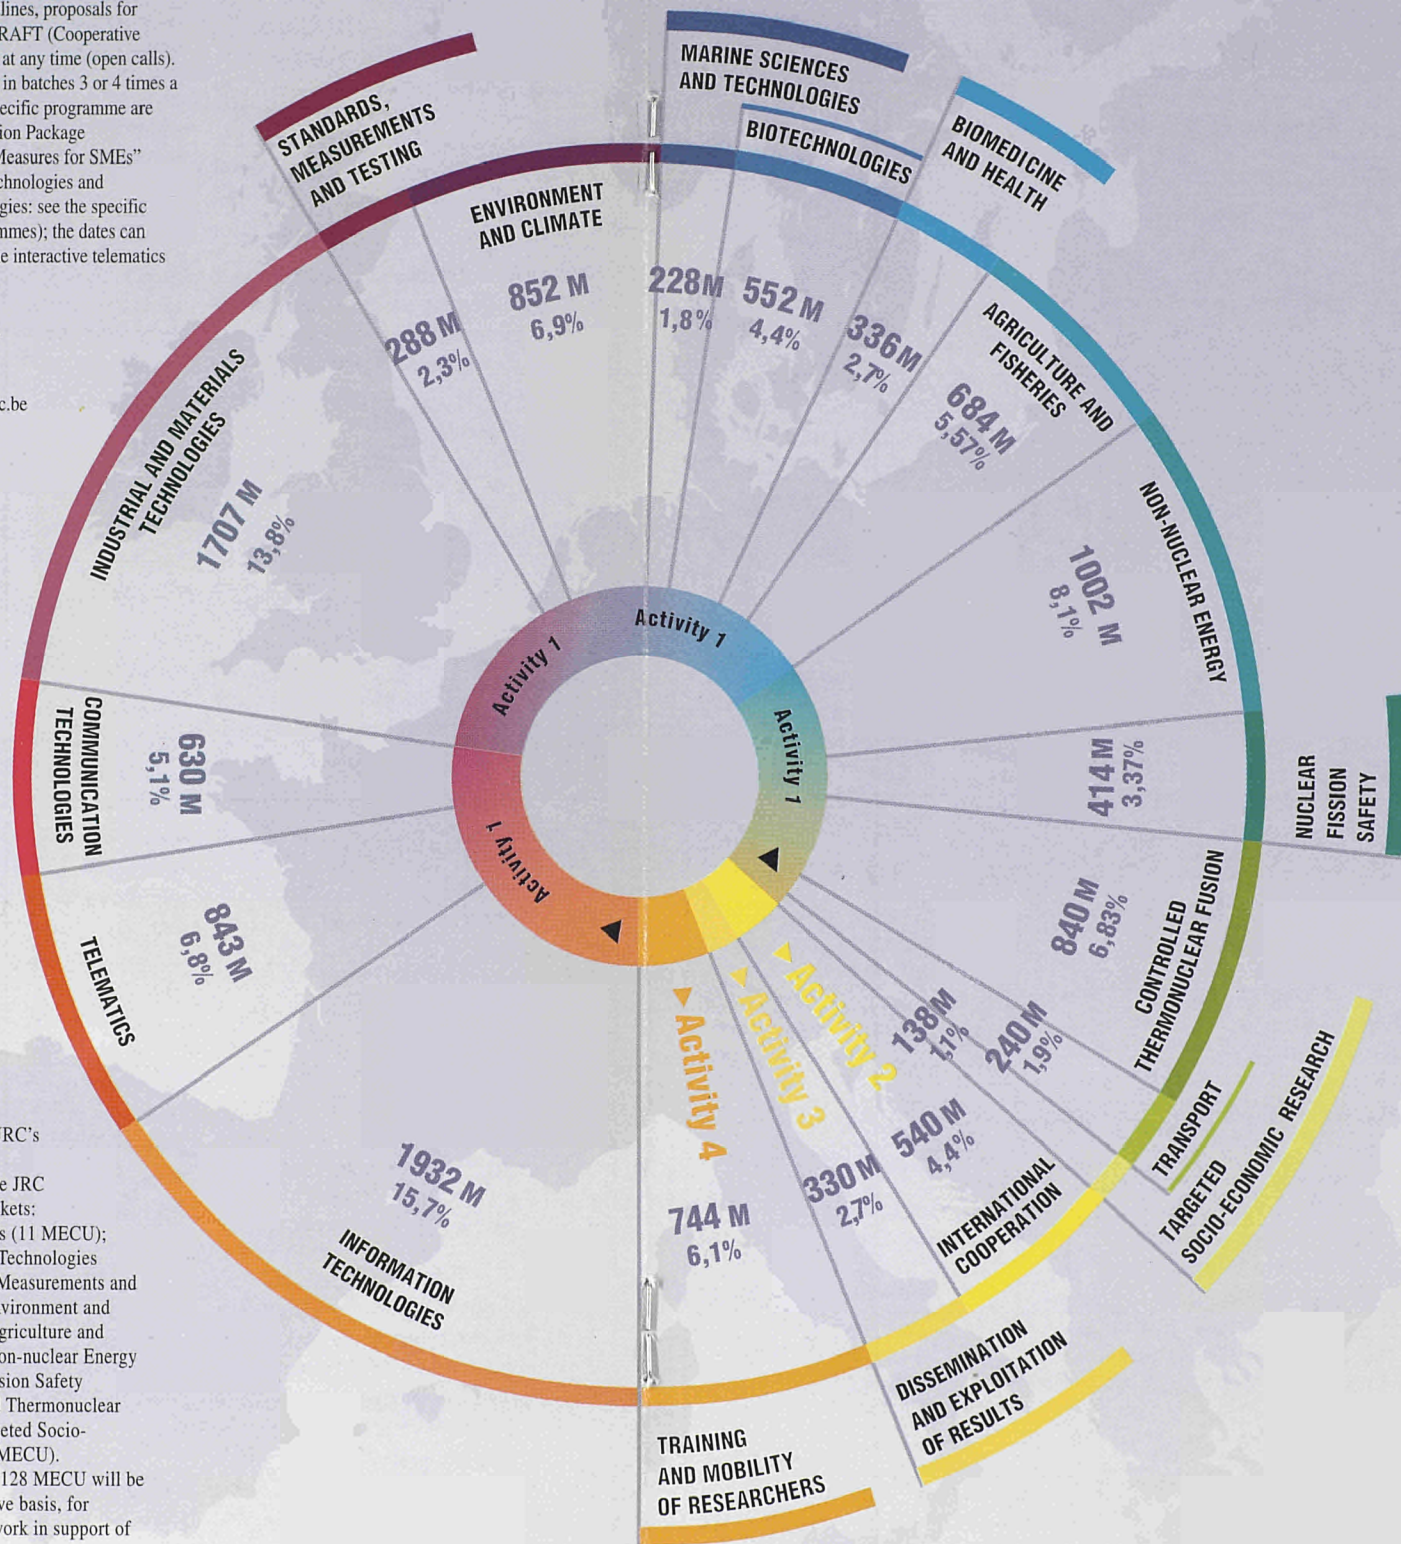 lines, proposals for
RAFT (Cooperative
at any time (open calls).
in batches 3 or 4 times a
ecific programme are
ion Package
Measures for SMEs”
chnologies and
gies: see the specific
mmes); the dates can
e interactive telematics
c.be
JRC's
e JRC
kets:
s (11 MECU);
Technologies
Measurements and
vironment and
griculture and
on-nuclear Energy
sion Safety
Thermonuclear
eted Socio-
MECU).
128 MECU will be
ve basis, for
work in support of
STANDARDS,
MEASUREMENTS
AND TESTING
288 M
2,3%
ENVIRONMENT
AND CLIMATE
852 M
6,9%
MARINE SCIENCES
AND TECHNOLOGIES
228 M
1,8%
BIOTECHNOLOGIES
552 M
4,4%
BIOMEDICINE
AND HEALTH
336 M
2,7%
AGRICULTURE AND
FISHERIES
684 M
5,57%
NON-NUCLEAR ENERGY
1002 M
8,1%
NUCLEAR
FISSION
SAFETY
414 M
3,37%
CONTROLLED
THERMONUCLEAR FUSION
840 M
6,83%
TRANSPORT
240 M
1,9%
TARGETED
SOCIO-ECONOMIC RESEARCH
138 M
1,1%
INTERNATIONAL
COOPERATION
540 M
4,4%
DISSEMINATION
AND EXPLOITATION
OF RESULTS
330 M
2,7%
TRAINING
AND MOBILITY
OF RESEARCHERS
744 M
6,1%
INFORMATION
TECHNOLOGIES
1932 M
15,7%
TELEMATICS
843 M
6,8%
COMMUNICATION
TECHNOLOGIES
630 M
5,1%
INDUSTRIAL AND MATERIALS
TECHNOLOGIES
1707 M
13,8%
Activity 1
Activity 1
Activity 1
Activity 1
Activity 2
Activity 3
Activity 4